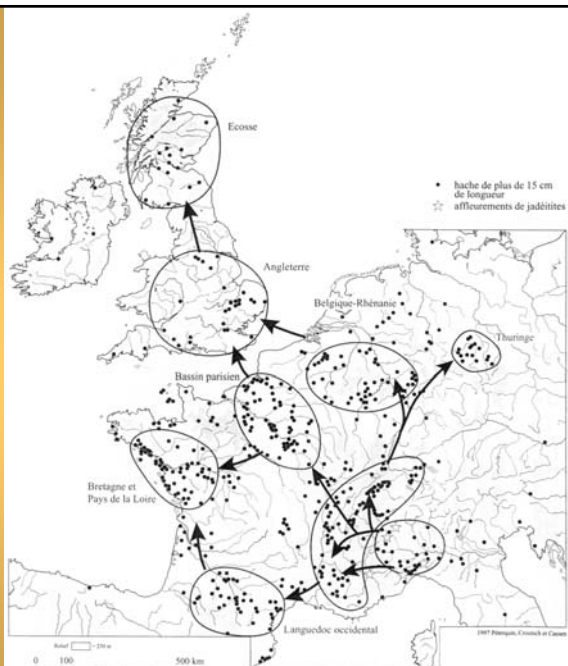 Ecosse
hache de plus de 15 cm
de longueur
affleurements de jadéitites
Angleterre
Belgique-Rhénanie
Thuringe
Bassin parisien
Bretagne et
Pays de la Loire
Languedoc occidental
1997 Pétrequin, Croutsch et Cassen
Relief > 250 m
0 100 500 km